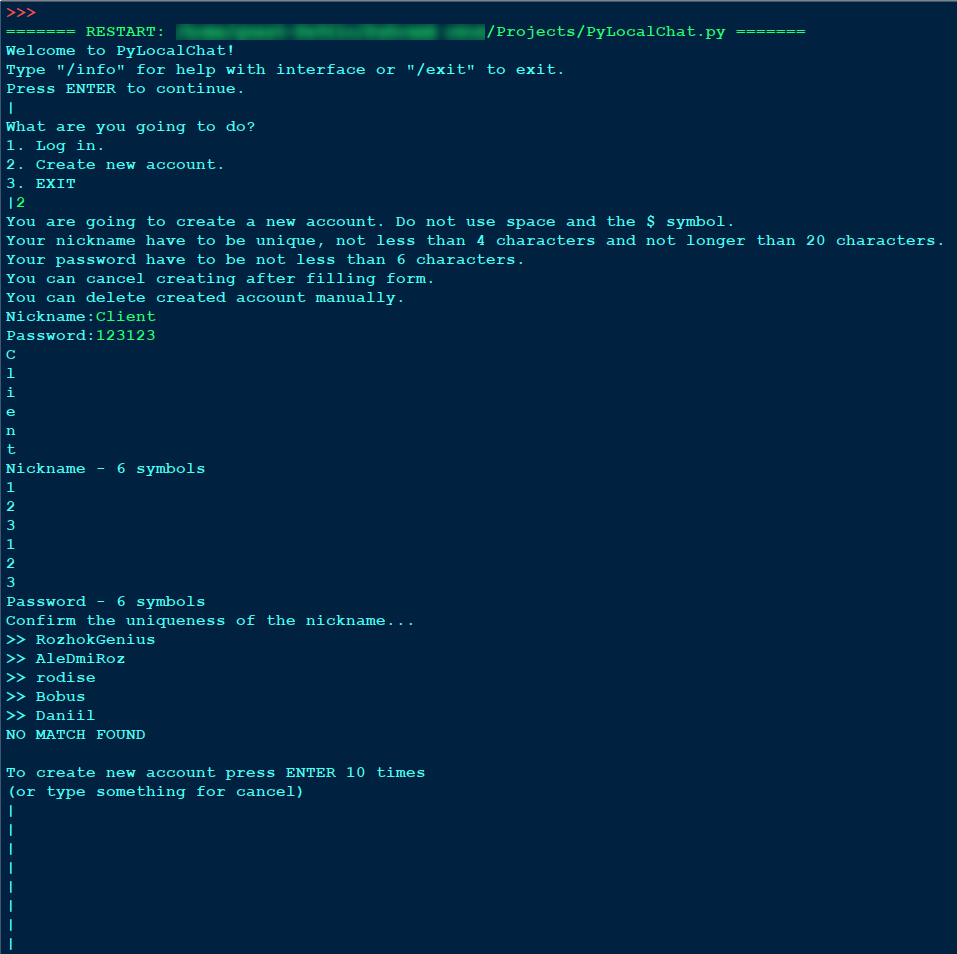 >>>
======= RESTART: /Projects/PyLocalChat.py =======
Welcome to PyLocalChat!
Type "/info" for help with interface or "/exit" to exit.
Press ENTER to continue.
|
What are you going to do?
1. Log in.
2. Create new account.
3. EXIT
|2
You are going to create a new account. Do not use space and the $ symbol.
Your nickname have to be unique, not less than 4 characters and not longer than 20 characters.
Your password have to be not less than 6 characters.
You can cancel creating after filling form.
You can delete created account manually.
Nickname:Client
Password:123123
C
l
i
e
n
t
Nickname - 6 symbols
1
2
3
1
2
3
Password - 6 symbols
Confirm the uniqueness of the nickname...
>> RozhokGenius
>> AleDmiRoz
>> rodise
>> Bobus
>> Daniil
NO MATCH FOUND
To create new account press ENTER 10 times
(or type something for cancel)
|
|
|
|
|
|
|
|